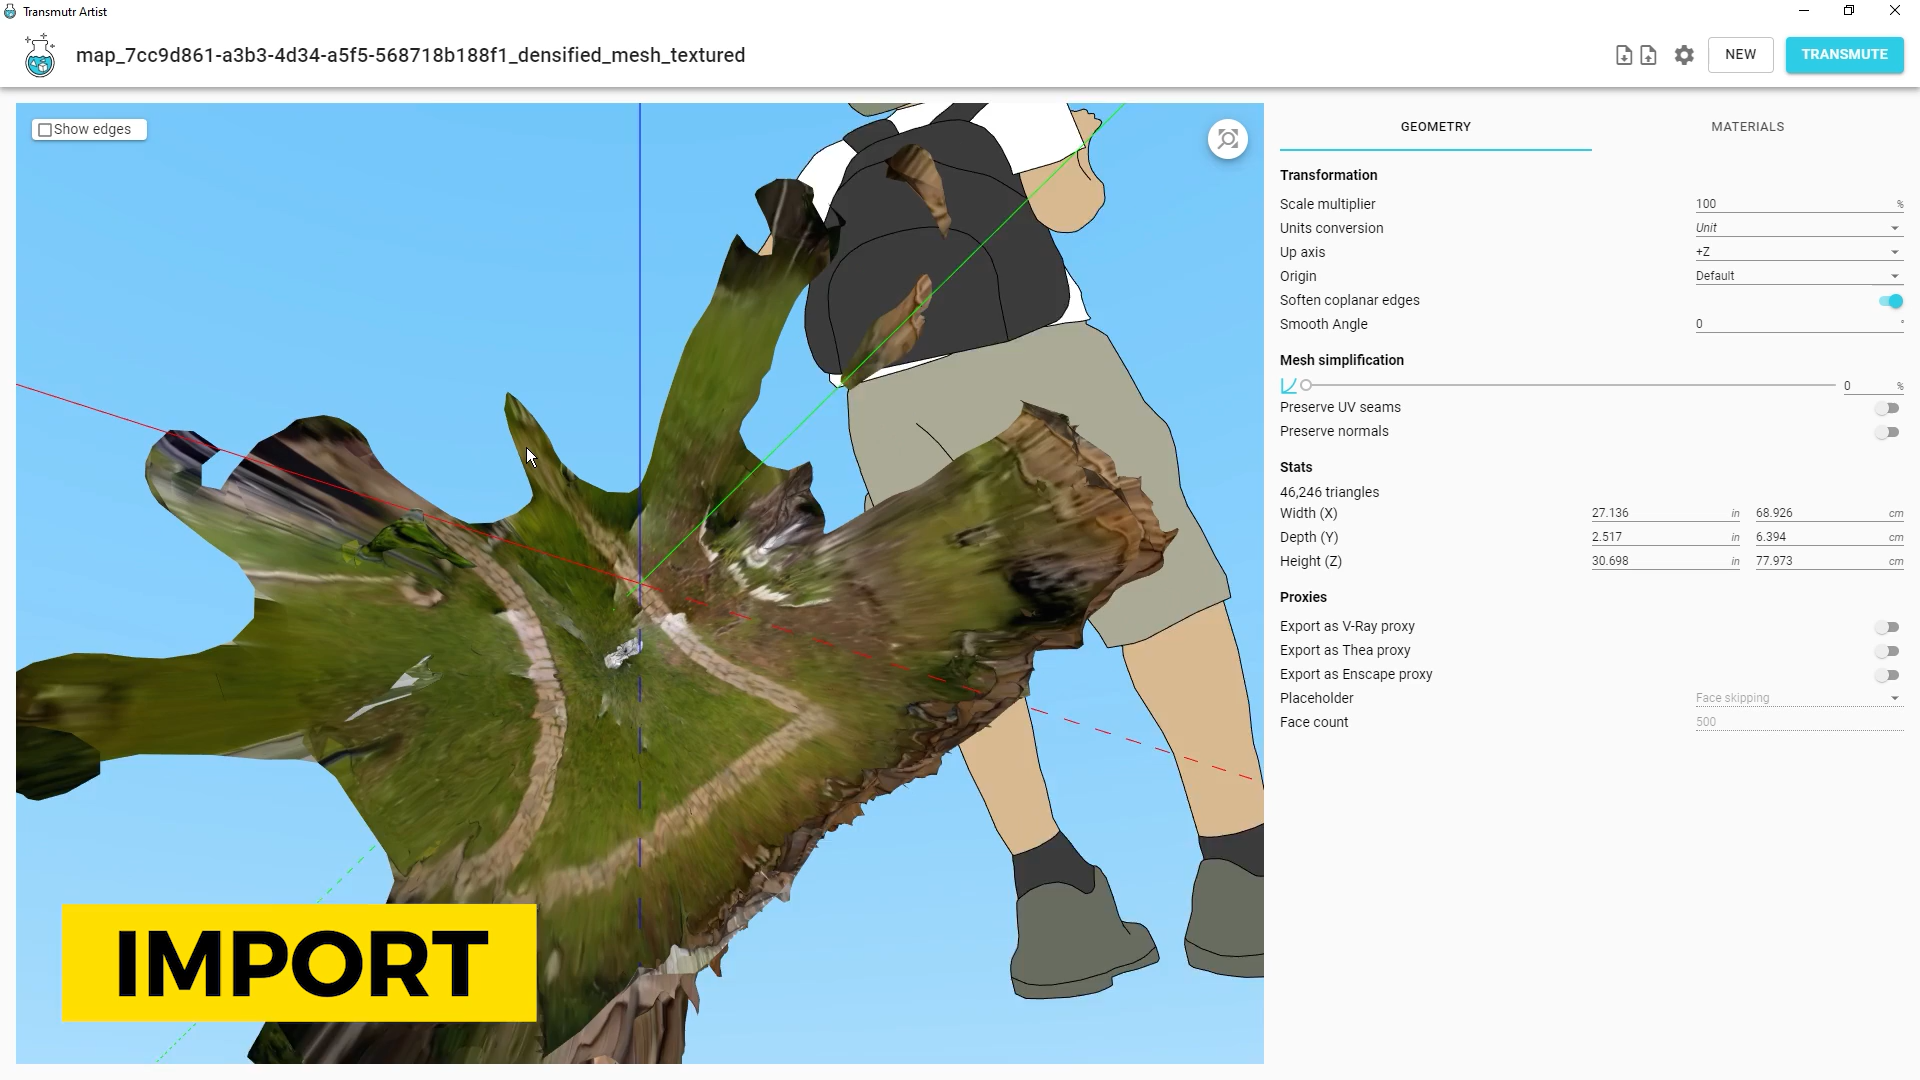 Transmutr Artist
map_7cc9d861-a3b3-4d34-a5f5-568718b188f1_densified_mesh_textured
NEW
TRANSMUTE
Show edges
GEOMETRY
MATERIALS
Transformation
Scale multiplier 100 %
Units conversion Unit
Up axis +Z
Origin Default
Soften coplanar edges
Smooth Angle 0 °
Mesh simplification
0 %
Preserve UV seams
Preserve normals
Stats
46,246 triangles
Width (X) 27.136 in 68.926 cm
Depth (Y) 2.517 in 6.394 cm
Height (Z) 30.698 in 77.973 cm
Proxies
Export as V-Ray proxy
Export as Thea proxy
Export as Enscape proxy
Placeholder Face skipping
Face count 500
IMPORT